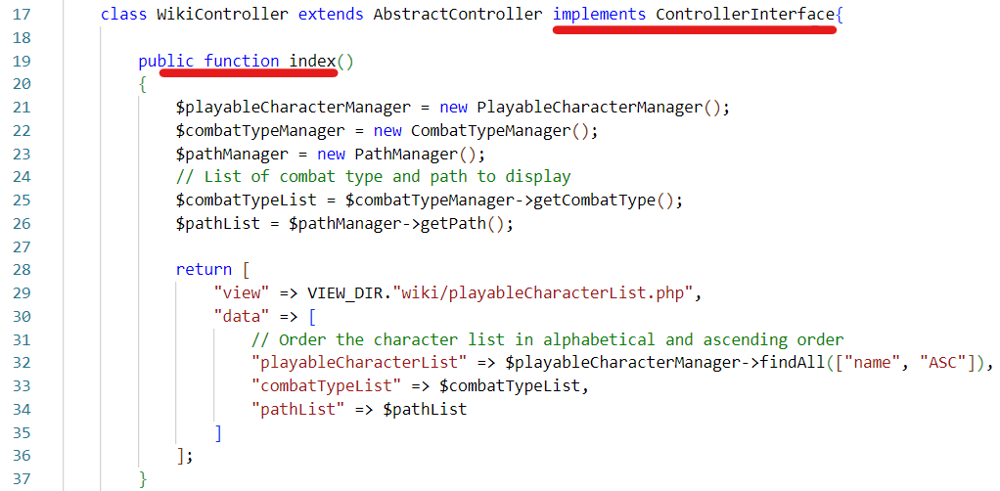 17 class WikiController extends AbstractController implements ControllerInterface{
18
19 public function index()
20 {
21 $playableCharacterManager = new PlayableCharacterManager();
22 $combatTypeManager = new CombatTypeManager();
23 $pathManager = new PathManager();
24 // List of combat type and path to display
25 $combatTypeList = $combatTypeManager->getCombatType();
26 $pathList = $pathManager->getPath();
27
28 return [
29 "view" => VIEW_DIR."wiki/playableCharacterList.php",
30 "data" => [
31 // Order the character list in alphabetical and ascending order
32 "playableCharacterList" => $playableCharacterManager->findAll(["name", "ASC"]),
33 "combatTypeList" => $combatTypeList,
34 "pathList" => $pathList
35 ]
36 ];
37 }